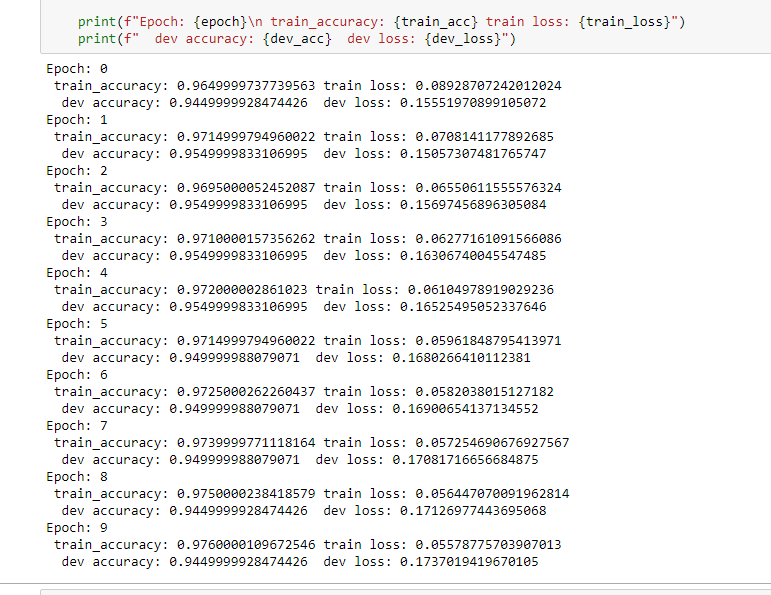 print(f"Epoch: {epoch}\n train_accuracy: {train_acc} train loss: {train_loss}")
print(f"  dev accuracy: {dev_acc}  dev loss: {dev_loss}")
Epoch: 0
 train_accuracy: 0.9649999737739563 train loss: 0.08928707242012024
  dev accuracy: 0.9449999928474426  dev loss: 0.15551970899105072
Epoch: 1
 train_accuracy: 0.9714999794960022 train loss: 0.0708141177892685
  dev accuracy: 0.9549999833106995  dev loss: 0.15057307481765747
Epoch: 2
 train_accuracy: 0.9695000052452087 train loss: 0.06550611555576324
  dev accuracy: 0.9549999833106995  dev loss: 0.15697456896305084
Epoch: 3
 train_accuracy: 0.9710000157356262 train loss: 0.06277161091566086
  dev accuracy: 0.9549999833106995  dev loss: 0.16306740045547485
Epoch: 4
 train_accuracy: 0.972000002861023 train loss: 0.06104978919029236
  dev accuracy: 0.9549999833106995  dev loss: 0.16525495052337646
Epoch: 5
 train_accuracy: 0.9714999794960022 train loss: 0.05961848795413971
  dev accuracy: 0.949999988079071  dev loss: 0.1680266410112381
Epoch: 6
 train_accuracy: 0.9725000262260437 train loss: 0.0582038015127182
  dev accuracy: 0.949999988079071  dev loss: 0.16900654137134552
Epoch: 7
 train_accuracy: 0.9739999771118164 train loss: 0.057254690676927567
  dev accuracy: 0.949999988079071  dev loss: 0.17081716656684875
Epoch: 8
 train_accuracy: 0.9750000238418579 train loss: 0.056447070091962814
  dev accuracy: 0.9449999928474426  dev loss: 0.17126977443695068
Epoch: 9
 train_accuracy: 0.9760000109672546 train loss: 0.05578775703907013
  dev accuracy: 0.9449999928474426  dev loss: 0.1737019419670105